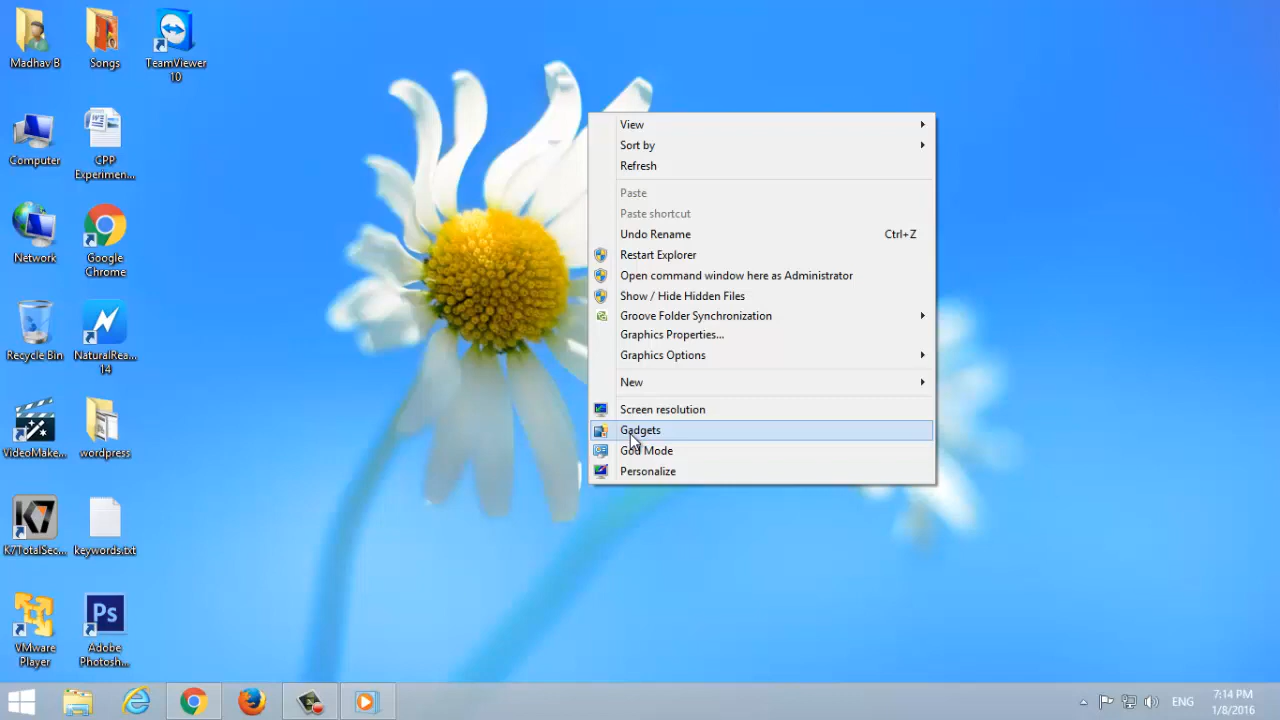 Madhav B
Songs
TeamViewer
10
Computer
CPP
Experimen...
Network
Google
Chrome
Recycle Bin
NaturalRea...
14
VideoMake...
wordpress
K7TotalSec...
keywords.txt
VMware
Player
Adobe
Photosh...
K7
Ps
View
Sort by
Refresh
Paste
Paste shortcut
Undo Rename Ctrl+Z
Restart Explorer
Open command window here as Administrator
Show / Hide Hidden Files
Groove Folder Synchronization
Graphics Properties...
Graphics Options
New
Screen resolution
Gadgets
God Mode
Personalize
ENG
7:14 PM
1/8/2016